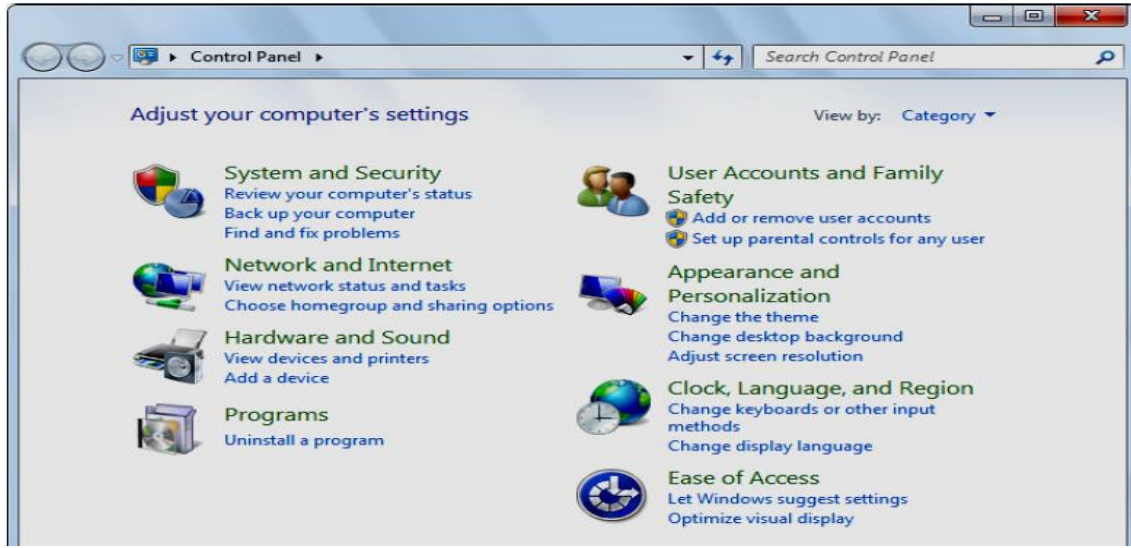 Control Panel
Search Control Panel
Adjust your computer's settings
View by: Category
System and Security
Review your computer's status
Back up your computer
Find and fix problems
Network and Internet
View network status and tasks
Choose homegroup and sharing options
Hardware and Sound
View devices and printers
Add a device
Programs
Uninstall a program
User Accounts and Family
Safety
Add or remove user accounts
Set up parental controls for any user
Appearance and
Personalization
Change the theme
Change desktop background
Adjust screen resolution
Clock, Language, and Region
Change keyboards or other input
methods
Change display language
Ease of Access
Let Windows suggest settings
Optimize visual display